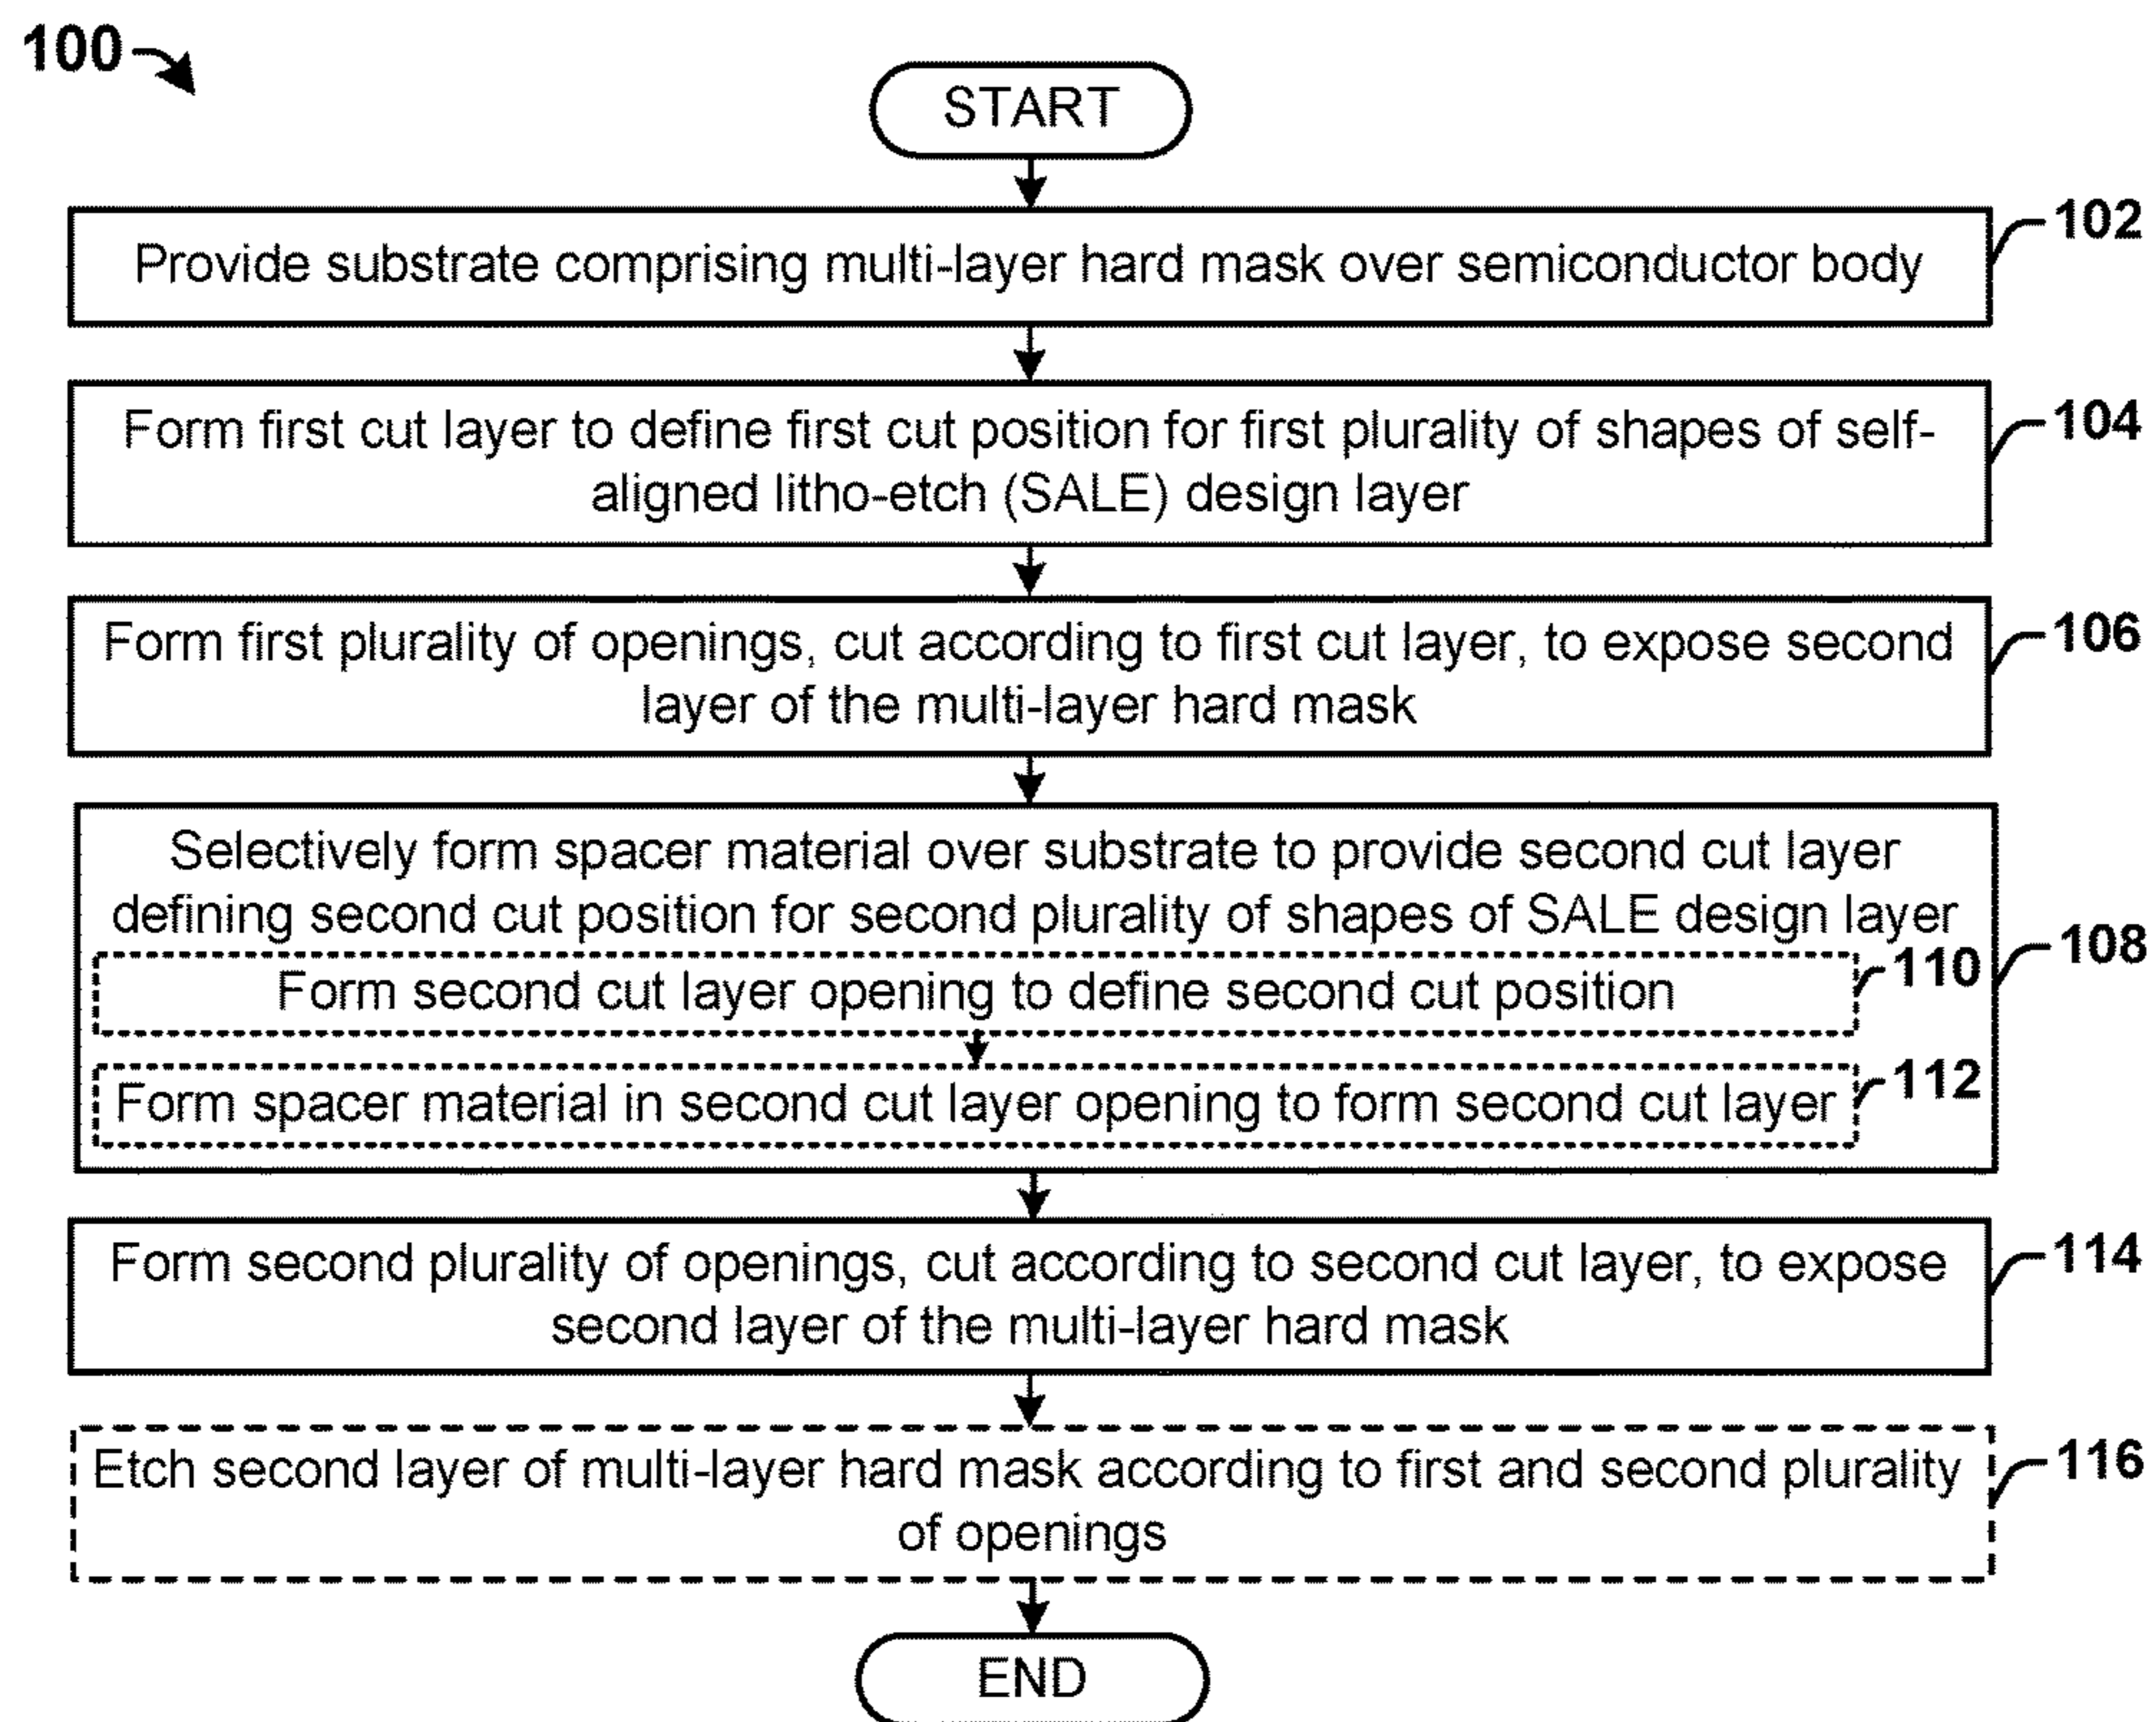 100
START
Provide substrate comprising multi-layer hard mask over semiconductor body
102
Form first cut layer to define first cut position for first plurality of shapes of self-
aligned litho-etch (SALE) design layer
104
Form first plurality of openings, cut according to first cut layer, to expose second
layer of the multi-layer hard mask
106
Selectively form spacer material over substrate to provide second cut layer
defining second cut position for second plurality of shapes of SALE design layer
108
Form second cut layer opening to define second cut position
110
Form spacer material in second cut layer opening to form second cut layer
112
Form second plurality of openings, cut according to second cut layer, to expose
second layer of the multi-layer hard mask
114
Etch second layer of multi-layer hard mask according to first and second plurality
of openings
116
END